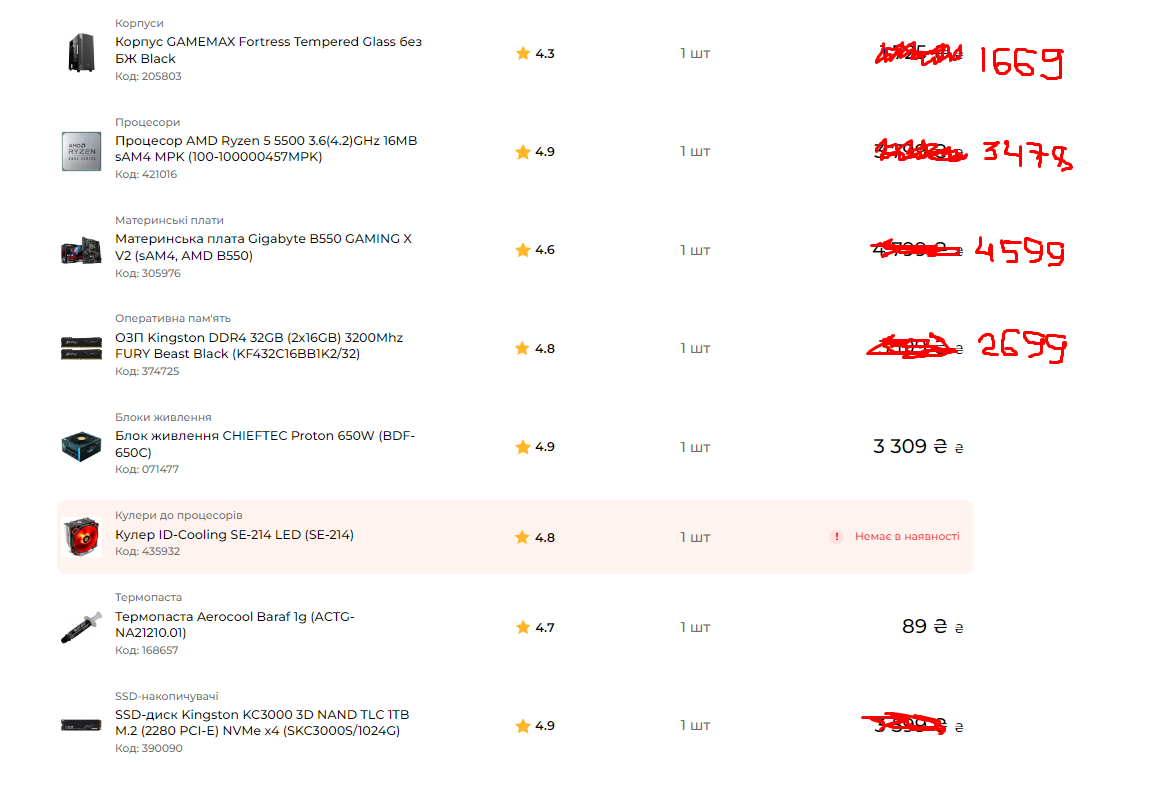 Корпуси
Корпус GAMEMAX Fortress Tempered Glass без
БЖ Black
Код: 205803
4.3
1 шт
₴
1669
Процесори
Процесор AMD Ryzen 5 5500 3.6(4.2)GHz 16MB
sAM4 MPK (100-100000457MPK)
Код: 421016
4.9
1 шт
₴
3478
Материнські плати
Материнська плата Gigabyte B550 GAMING X
V2 (sAM4, AMD B550)
Код: 305976
4.6
1 шт
4 799 ₴ ₴
4599
Оперативна пам'ять
ОЗП Kingston DDR4 32GB (2x16GB) 3200Mhz
FURY Beast Black (KF432C16BB1K2/32)
Код: 374725
4.8
1 шт
₴
2699
Блоки живлення
Блок живлення CHIEFTEC Proton 650W (BDF-
650C)
Код: 071477
4.9
1 шт
3 309 ₴ ₴
Кулери до процесорів
Кулер ID-Cooling SE-214 LED (SE-214)
Код: 435932
4.8
1 шт
! Немає в наявності
Термопаста
Термопаста Aerocool Baraf 1g (ACTG-
NA21210.01)
Код: 168657
4.7
1 шт
89 ₴ ₴
SSD-накопичувачі
SSD-диск Kingston KC3000 3D NAND TLC 1TB
M.2 (2280 PCI-E) NVMe x4 (SKC3000S/1024G)
Код: 390090
4.9
1 шт
₴